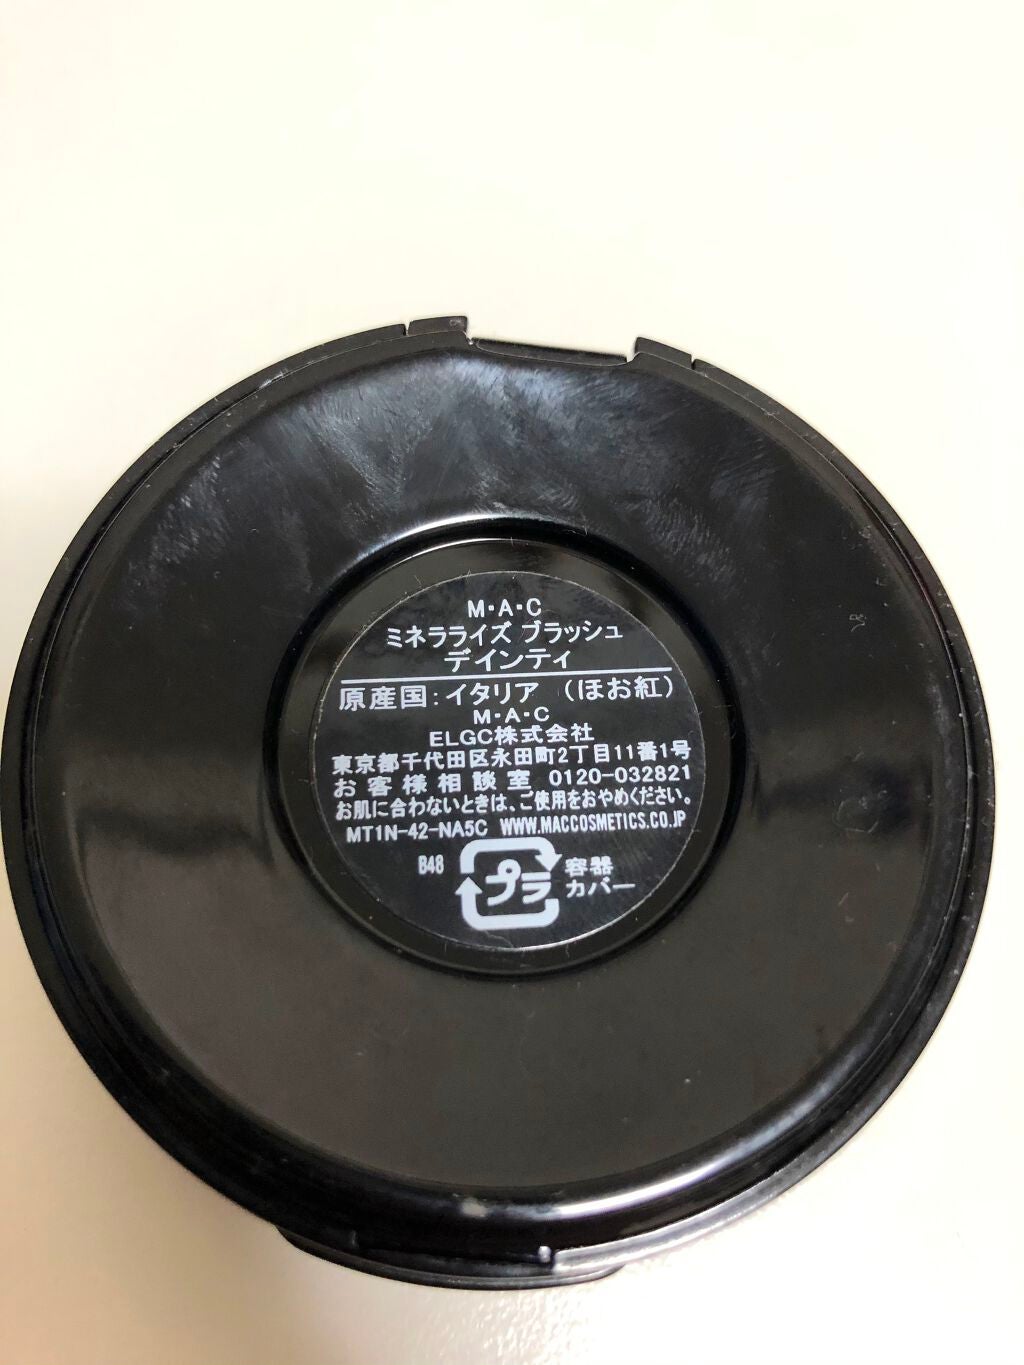 M・A・C
ミネラライズ ブラッシュ
デインティ
原産国:イタリア (ほお紅)
M・A・C
ELGC株式会社
東京都千代田区永田町2丁目11番1号
お客様相談室 0120-032821
お肌に合わないときは、ご使用をおやめください。
MT1N-42-NA5C WWW.MACCOSMETICS.CO.JP
B48 プラ 容器
カバー